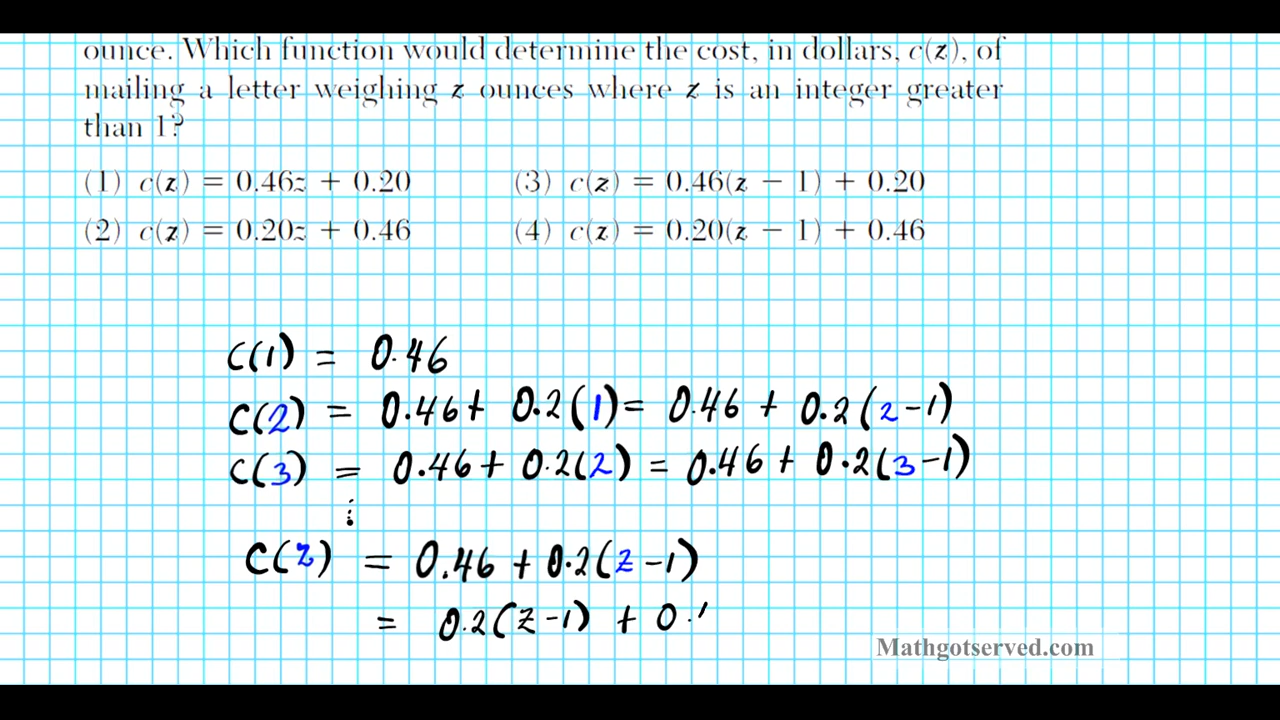 ounce. Which function would determine the cost, in dollars, c(z), of
mailing a letter weighing z ounces where z is an integer greater
than 1?
(1) c(z) = 0.46z + 0.20
(3) c(z) = 0.46(z − 1) + 0.20
(2) c(z) = 0.20z + 0.46
(4) c(z) = 0.20(z − 1) + 0.46
C(1) = 0.46
C(2) = 0.46 + 0.2(1) = 0.46 + 0.2(2-1)
C(3) = 0.46 + 0.2(2) = 0.46 + 0.2(3-1)
⋮
C(z) = 0.46 + 0.2(z-1)
= 0.2(z-1) + 0.
Mathgotserved.com